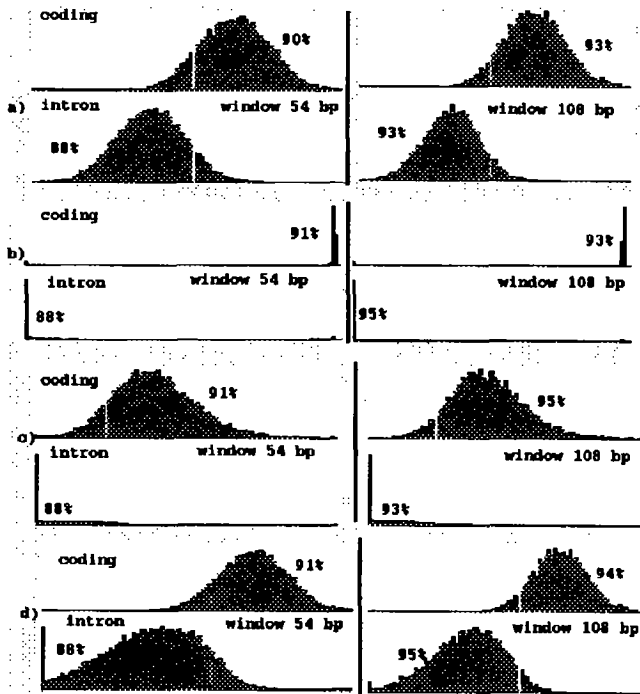 coding
90%
93%
a)
intron
window 54 bp
window 108 bp
88%
93%
coding
91%
93%
b)
intron
window 54 bp
window 108 bp
88%
95%
coding
91%
95%
c)
intron
window 54 bp
window 108 bp
88%
93%
coding
91%
94%
d)
intron
window 54 bp
window 108 bp
88%
95%